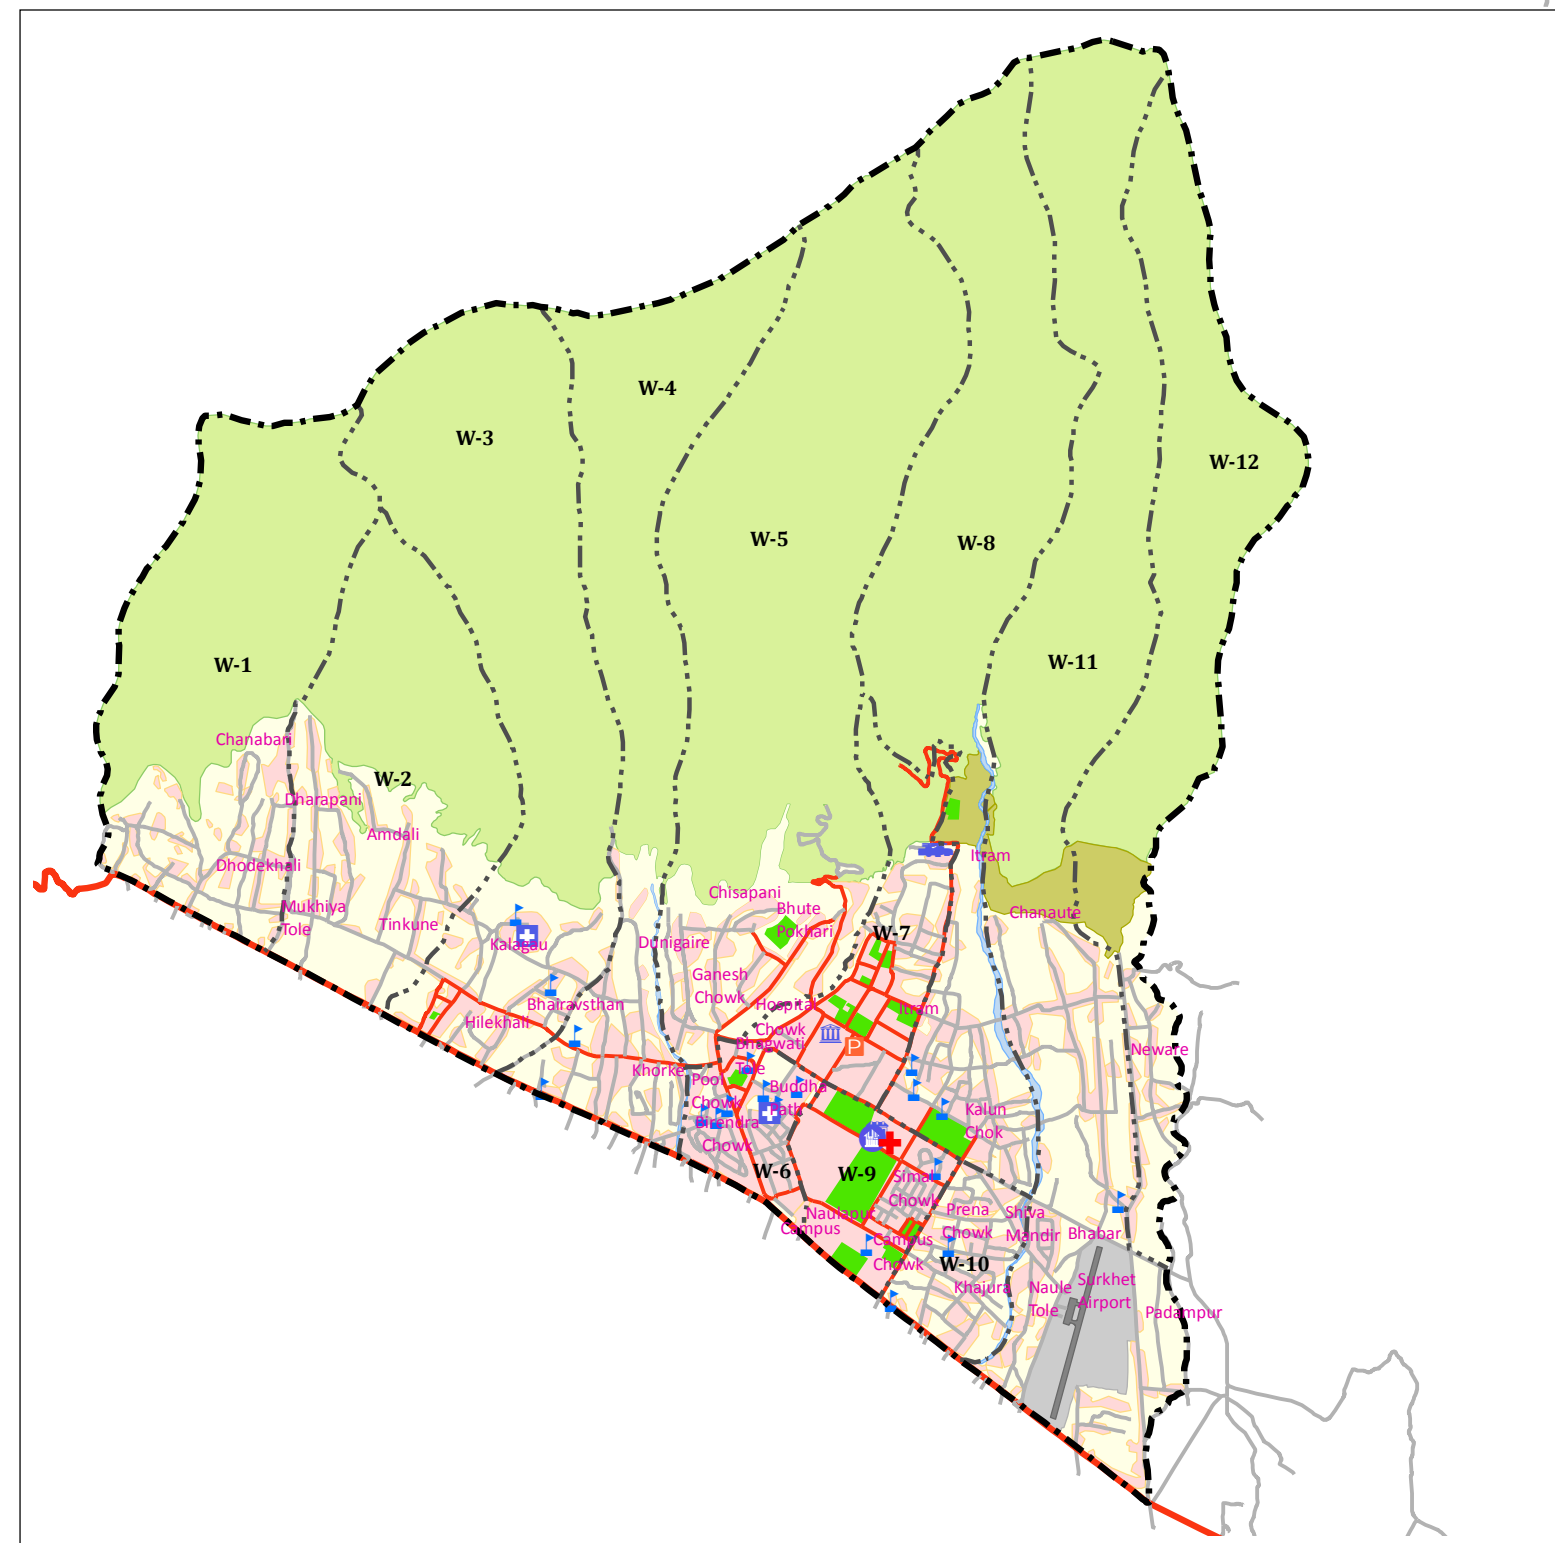 W-4
W-3
W-12
W-5
W-8
W-11
W-1
Chanabari
W-2
Dharapani
Amdali
Itram
Dhodekhali
Chisapani
Mukhiya
Tole
Bhute
Pokhari
Chanaute
Tinkune
W-7
Kalagau
Dunigaire
Ganesh
Chowk
Bhairavsthan
Hospital
Chowk
Itram
Hilekhali
Bhagwati
Tole
Neware
Khorke
Pool
Chowk
Buddha
Path
Kalun
Chok
Birendra
Chowk
W-6
W-9
Simal
Chowk
Naulapur
Campus
Prena
Chowk
Shiva
Mandir
Bhabar
Campus
Chowk
W-10
Khajura
Naule
Tole
Surkhet
Airport
Padampur
P